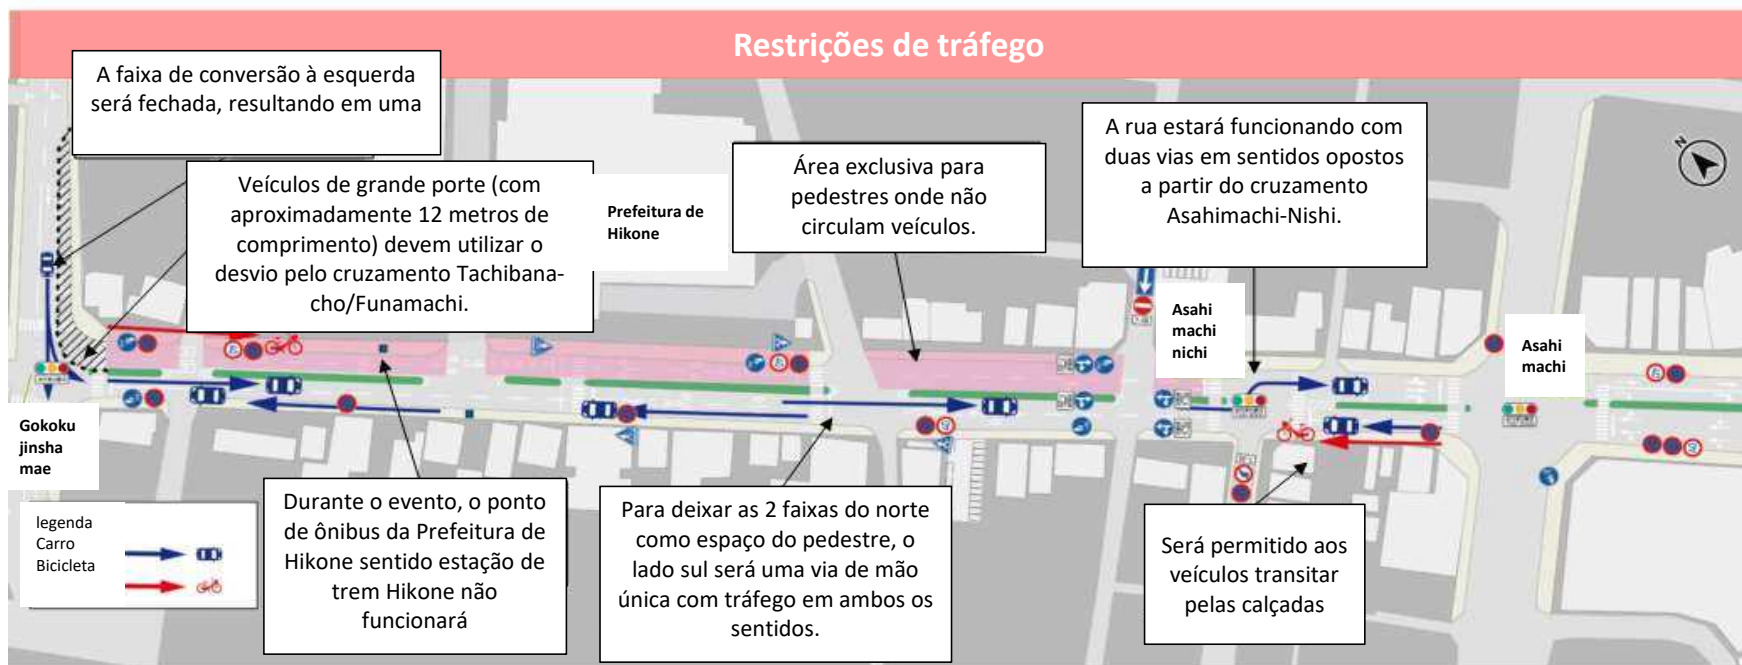 Restrições de tráfego
A faixa de conversão à esquerda
será fechada, resultando em uma
Veículos de grande porte (com
aproximadamente 12 metros de
comprimento) devem utilizar o
desvio pelo cruzamento Tachibana-
cho/Funamachi.
Prefeitura de
Hikone
Área exclusiva para
pedestres onde não
circulam veículos.
A rua estará funcionando com
duas vias em sentidos opostos
a partir do cruzamento
Asahimachi-Nishi.
N
Asahi
machi
nichi
Asahi
machi
Gokoku
jinsha
mae
legenda
Carro
Bicicleta
Durante o evento, o ponto
de ônibus da Prefeitura de
Hikone sentido estação de
trem Hikone não
funcionará
Para deixar as 2 faixas do norte
como espaço do pedestre, o
lado sul será uma via de mão
única com tráfego em ambos os
sentidos.
Será permitido aos
veículos transitar
pelas calçadas